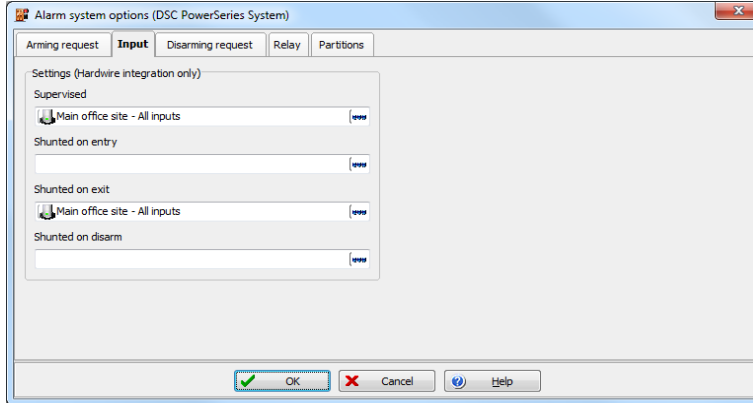 Alarm system options (DSC PowerSeries System)
Arming request Input Disarming request Relay Partitions
Settings (Hardwire integration only)
Supervised
Main office site - All inputs
Shunted on entry
Shunted on exit
Main office site - All inputs
Shunted on disarm
OK Cancel Help